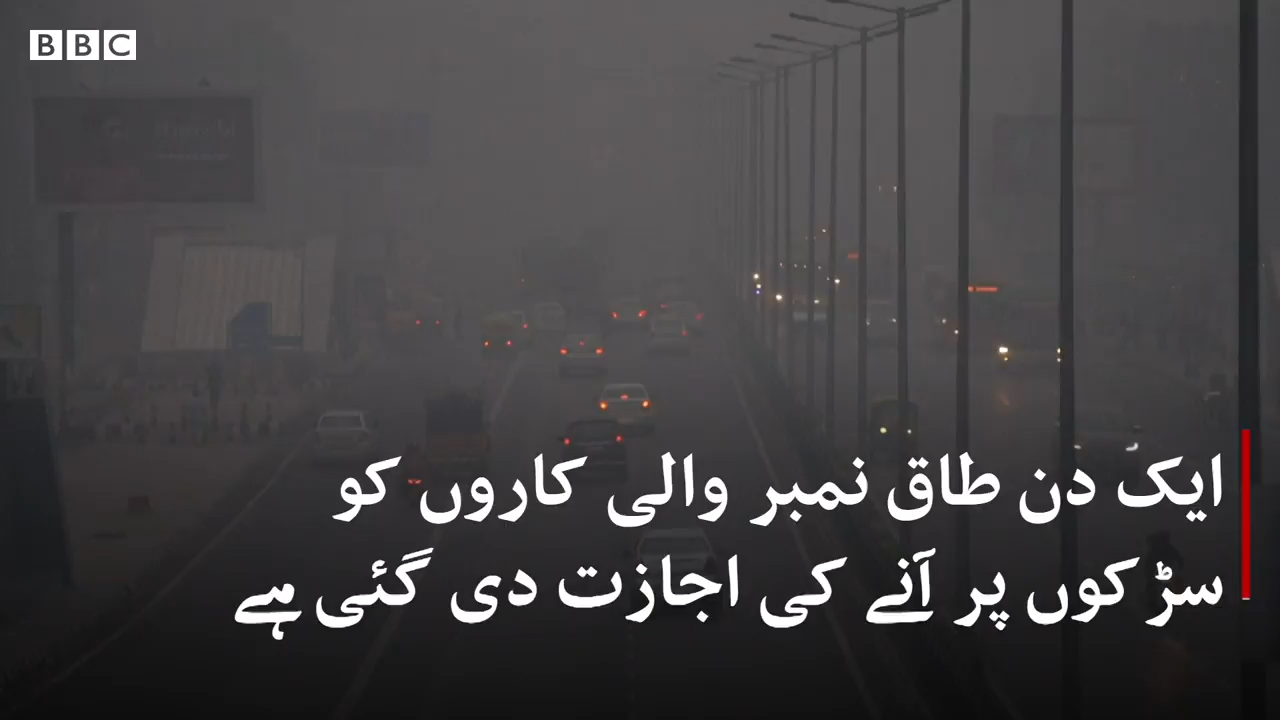 BBC
ایک دن طاق نمبر والی کاروں کو
سڑکوں پر آنے کی اجازت دی گئی ہے